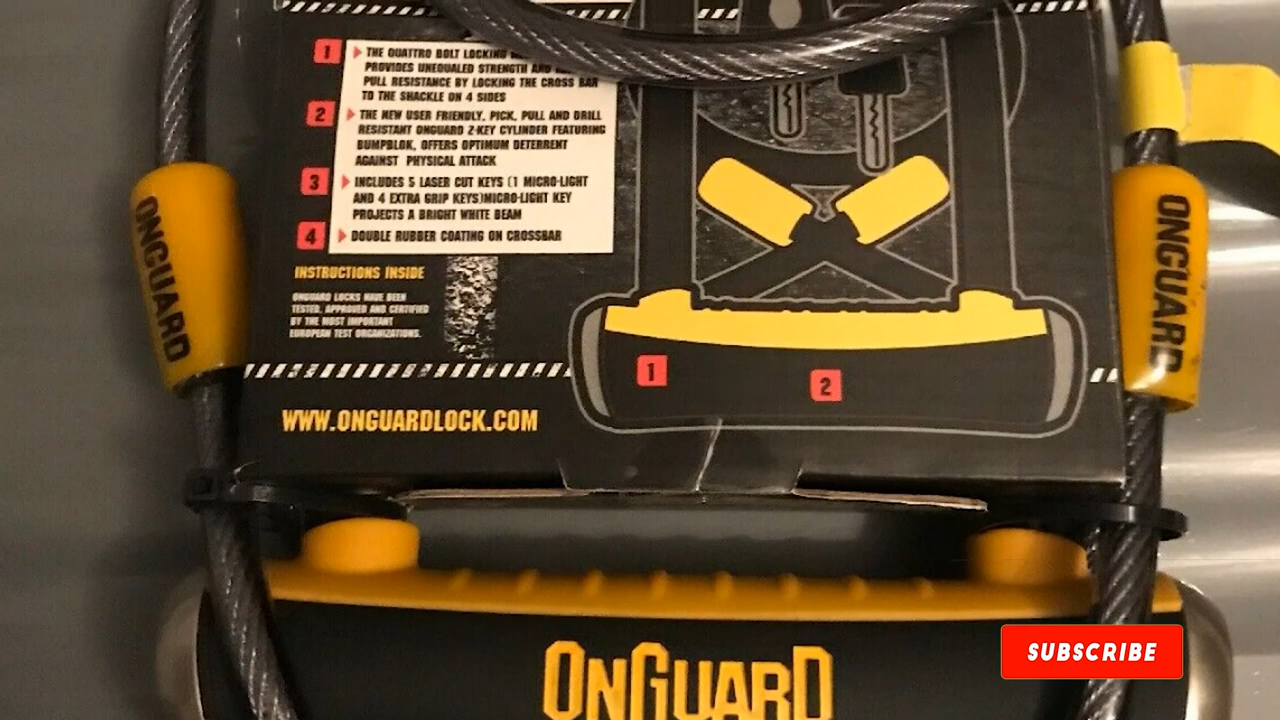 1
THE QUATTRO BOLT LOCKING
PROVIDES UNEQUALED STRENGTH AND
PULL RESISTANCE BY LOCKING THE CROSS BAR
TO THE SHACKLE ON 4 SIDES
2
THE NEW USER FRIENDLY, PICK, PULL AND DRILL
RESISTANT ONGUARD 2-KEY CYLINDER FEATURING
BUMPBLOK, OFFERS OPTIMUM DETERRENT
AGAINST PHYSICAL ATTACK
3
INCLUDES 5 LASER CUT KEYS (1 MICRO-LIGHT
AND 4 EXTRA GRIP KEYS)MICRO-LIGHT KEY
PROJECTS A BRIGHT WHITE BEAM
4
DOUBLE RUBBER COATING ON CROSSBAR
INSTRUCTIONS INSIDE
ONGUARD LOCKS HAVE BEEN
TESTED, APPROVED AND CERTIFIED
BY THE MOST IMPORTANT
EUROPEAN TEST ORGANIZATIONS.
WWW.ONGUARDLOCK.COM
1
2
ONGUARD
ONGUARD
ONGUARD
SUBSCRIBE